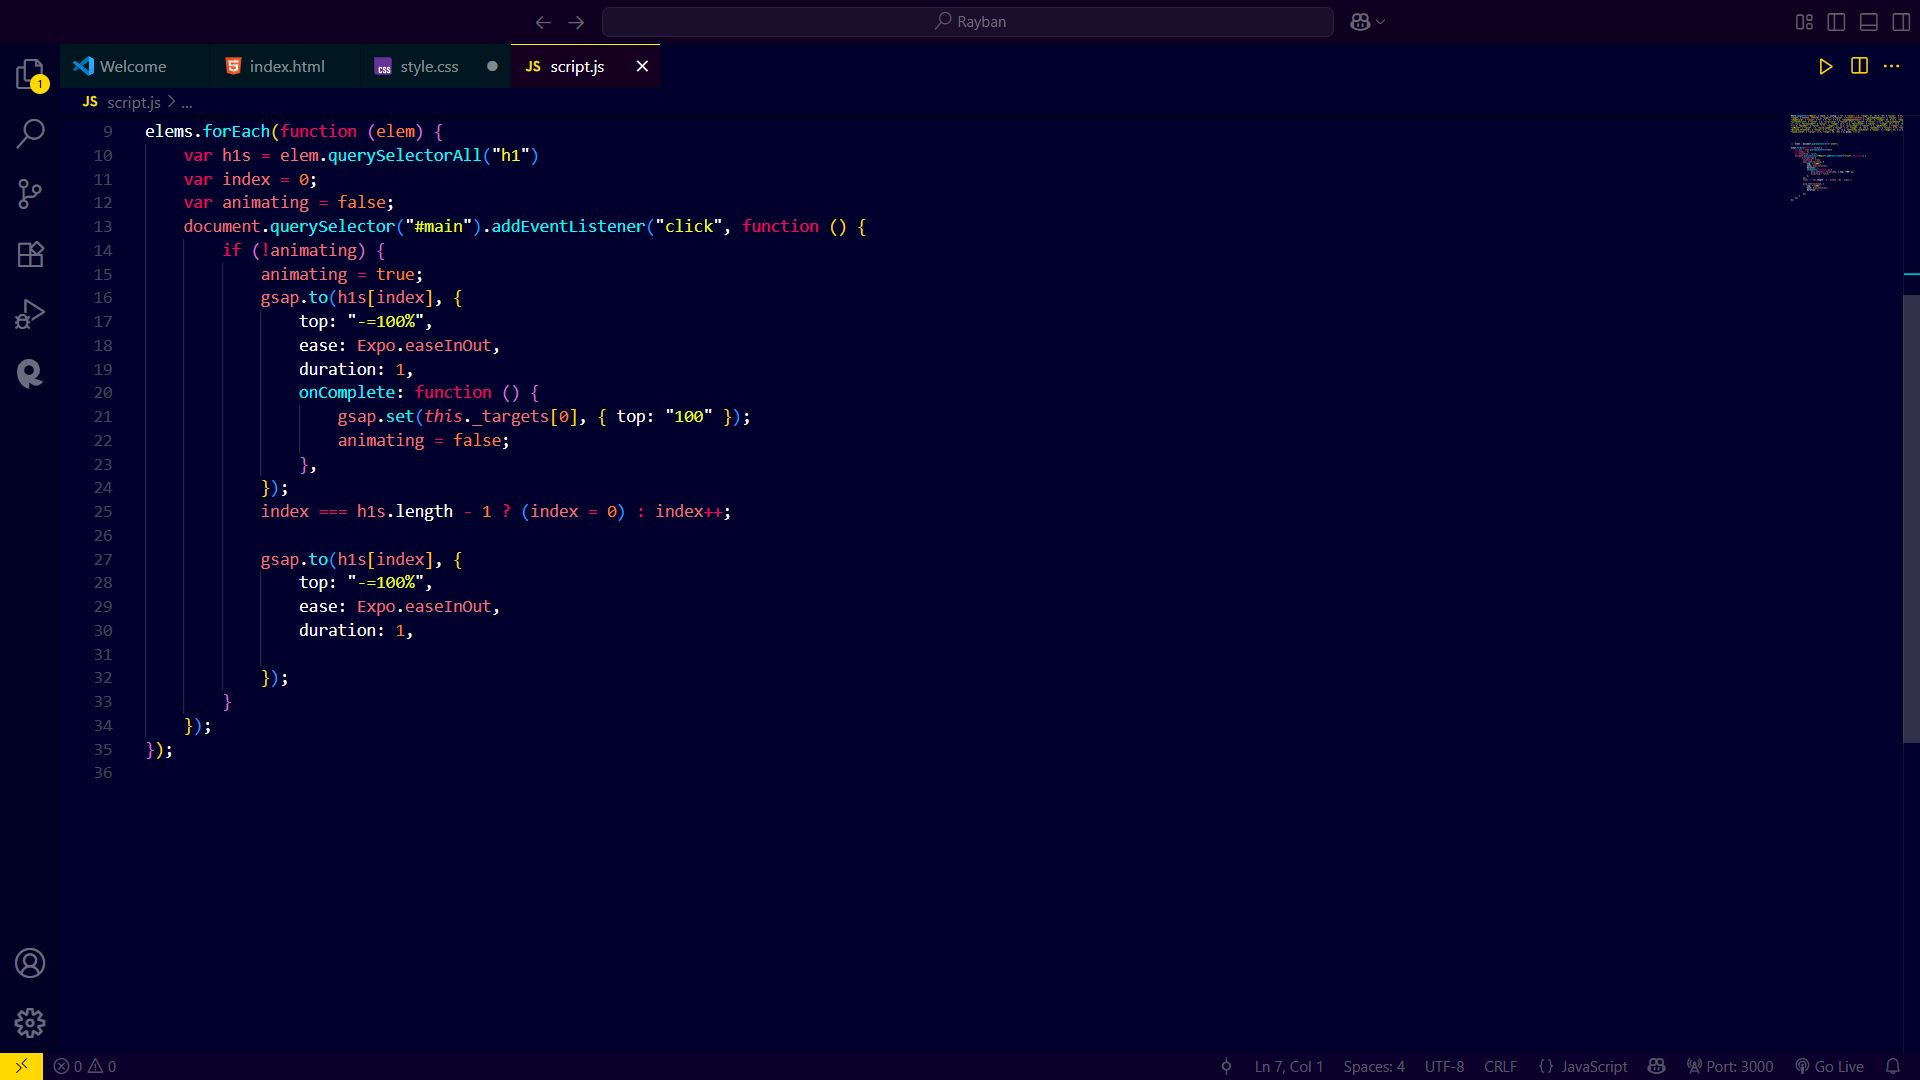 Rayban
Welcome
index.html
style.css
JS script.js
1
JS script.js > ...
9 elems.forEach(function (elem) {
10 var h1s = elem.querySelectorAll("h1")
11 var index = 0;
12 var animating = false;
13 document.querySelector("#main").addEventListener("click", function () {
14 if (!animating) {
15 animating = true;
16 gsap.to(h1s[index], {
17 top: "-=100%",
18 ease: Expo.easeInOut,
19 duration: 1,
20 onComplete: function () {
21 gsap.set(this._targets[0], { top: "100" });
22 animating = false;
23 },
24 });
25 index === h1s.length - 1 ? (index = 0) : index++;
26
27 gsap.to(h1s[index], {
28 top: "-=100%",
29 ease: Expo.easeInOut,
30 duration: 1,
31
32 });
33 }
34 });
35 });
36
0 0
Ln 7, Col 1
Spaces: 4
UTF-8
CRLF
{ } JavaScript
Port: 3000
Go Live